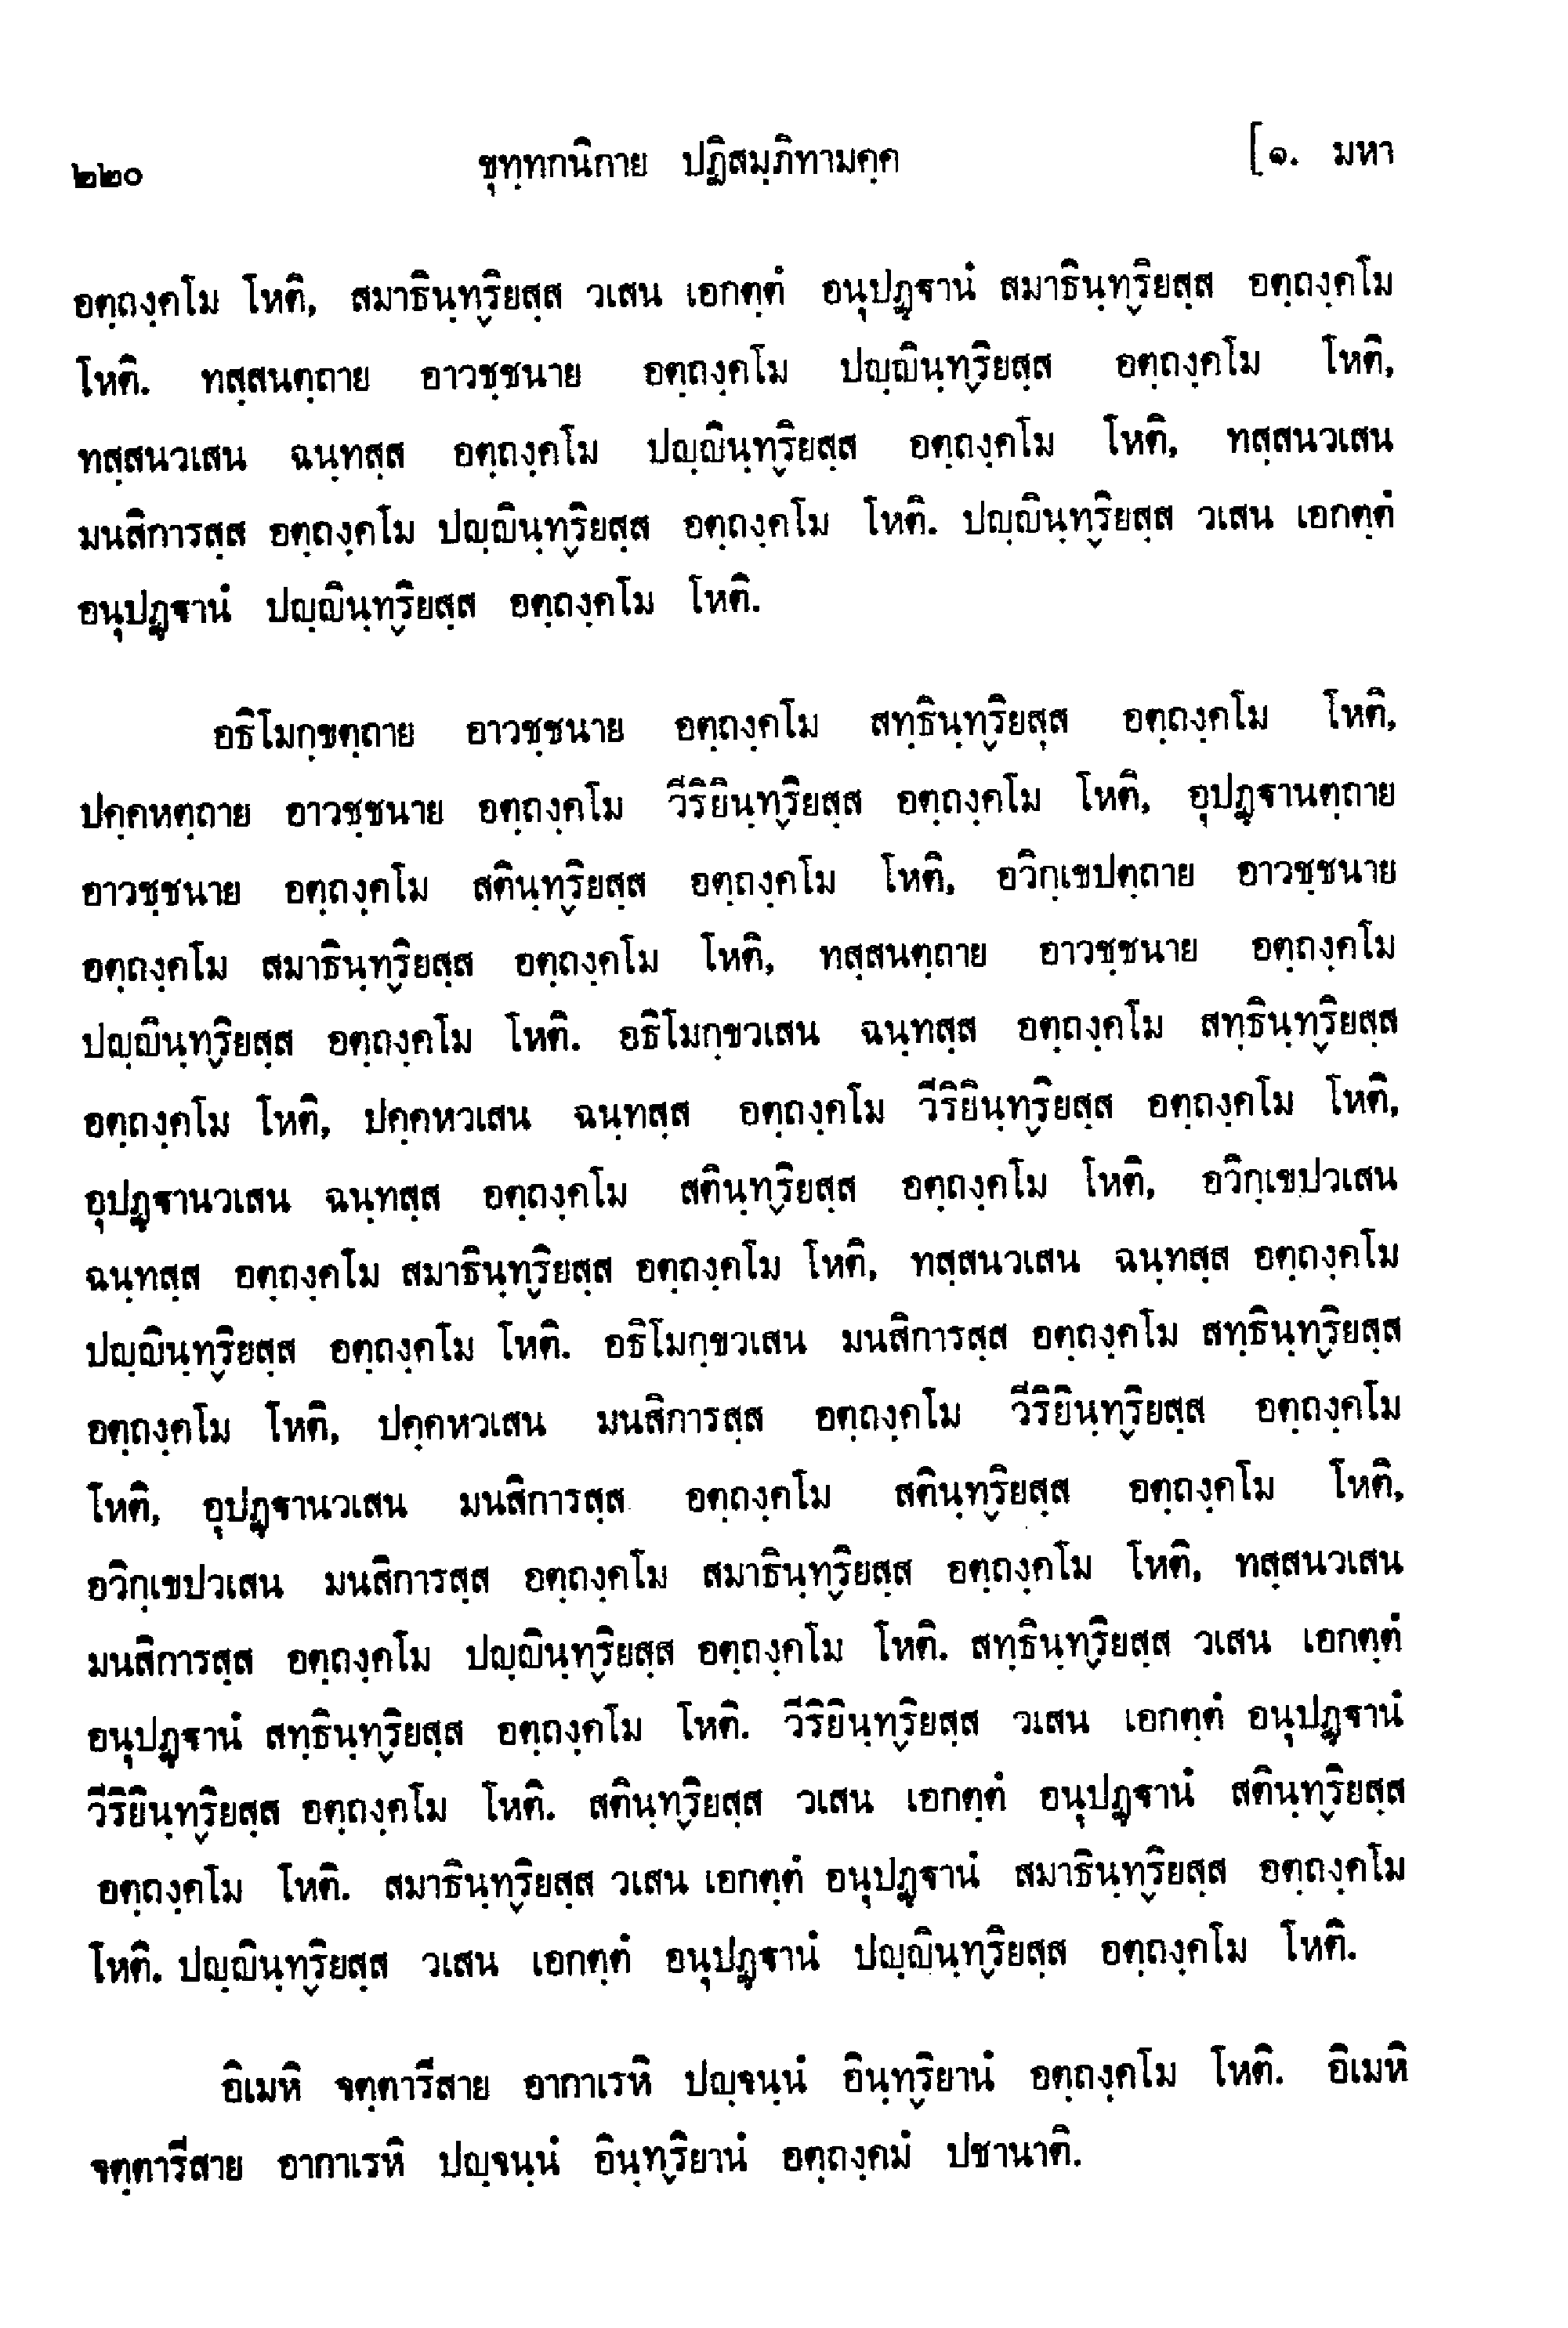 ๒๒๐ ขุทฺทกนิกาย ปฏิสมฺภิทามคฺค [๑. มหา
อตฺถงฺคโม โหติ, สมาธินฺทฺริยสฺส วเสน เอกตฺตํ อนุปฏฺฐานํ สมาธินฺทฺริยสฺส อตฺถงฺคโม
โหติ. ทสฺสนตฺถาย อาวชฺชนาย อตฺถงฺคโม ปญฺญินฺทฺริยสฺส อตฺถงฺคโม โหติ,
ทสฺสนวเสน ฉนฺทสฺส อตฺถงฺคโม ปญฺญินฺทฺริยสฺส อตฺถงฺคโม โหติ, ทสฺสนวเสน
มนสิการสฺส อตฺถงฺคโม ปญฺญินฺทฺริยสฺส อตฺถงฺคโม โหติ. ปญฺญินฺทฺริยสฺส วเสน เอกตฺตํ
อนุปฏฺฐานํ ปญฺญินฺทฺริยสฺส อตฺถงฺคโม โหติ.
อธิโมกฺขตฺถาย อาวชฺชนาย อตฺถงฺคโม สทฺธินฺทฺริยสฺส อตฺถงฺคโม โหติ,
ปคฺคหตฺถาย อาวชฺชนาย อตฺถงฺคโม วีริยินฺทฺริยสฺส อตฺถงฺคโม โหติ, อุปฏฺฐานตฺถาย
อาวชฺชนาย อตฺถงฺคโม สตินฺทฺริยสฺส อตฺถงฺคโม โหติ, อวิกฺเขปตฺถาย อาวชฺชนาย
อตฺถงฺคโม สมาธินฺทฺริยสฺส อตฺถงฺคโม โหติ, ทสฺสนตฺถาย อาวชฺชนาย อตฺถงฺคโม
ปญฺญินฺทฺริยสฺส อตฺถงฺคโม โหติ. อธิโมกฺขวเสน ฉนฺทสฺส อตฺถงฺคโม สทฺธินฺทฺริยสฺส
อตฺถงฺคโม โหติ, ปคฺคหวเสน ฉนฺทสฺส อตฺถงฺคโม วีริยินฺทฺริยสฺส อตฺถงฺคโม โหติ,
อุปฏฺฐานวเสน ฉนฺทสฺส อตฺถงฺคโม สตินฺทฺริยสฺส อตฺถงฺคโม โหติ, อวิกฺเขปวเสน
ฉนฺทสฺส อตฺถงฺคโม สมาธินฺทฺริยสฺส อตฺถงฺคโม โหติ, ทสฺสนวเสน ฉนฺทสฺส อตฺถงฺคโม
ปญฺญินฺทฺริยสฺส อตฺถงฺคโม โหติ. อธิโมกฺขวเสน มนสิการสฺส อตฺถงฺคโม สทฺธินฺทฺริยสฺส
อตฺถงฺคโม โหติ, ปคฺคหวเสน มนสิการสฺส อตฺถงฺคโม วีริยินฺทฺริยสฺส อตฺถงฺคโม
โหติ, อุปฏฺฐานวเสน มนสิการสฺส อตฺถงฺคโม สตินฺทฺริยสฺส อตฺถงฺคโม โหติ,
อวิกฺเขปวเสน มนสิการสฺส อตฺถงฺคโม สมาธินฺทฺริยสฺส อตฺถงฺคโม โหติ, ทสฺสนวเสน
มนสิการสฺส อตฺถงฺคโม ปญฺญินฺทฺริยสฺส อตฺถงฺคโม โหติ. สทฺธินฺทฺริยสฺส วเสน เอกตฺตํ
อนุปฏฺฐานํ สทฺธินฺทฺริยสฺส อตฺถงฺคโม โหติ. วีริยินฺทฺริยสฺส วเสน เอกตฺตํ อนุปฏฺฐานํ
วีริยินฺทฺริยสฺส อตฺถงฺคโม โหติ. สตินฺทฺริยสฺส วเสน เอกตฺตํ อนุปฏฺฐานํ สตินฺทฺริยสฺส
อตฺถงฺคโม โหติ. สมาธินฺทฺริยสฺส วเสน เอกตฺตํ อนุปฏฺฐานํ สมาธินฺทฺริยสฺส อตฺถงฺคโม
โหติ. ปญฺญินฺทฺริยสฺส วเสน เอกตฺตํ อนุปฏฺฐานํ ปญฺญินฺทฺริยสฺส อตฺถงฺคโม โหติ.
อิเมหิ จตฺตารีสาย อากาเรหิ ปญฺจนฺนํ อินฺทฺริยานํ อตฺถงฺคโม โหติ. อิเมหิ
จตฺตารีสาย อากาเรหิ ปญฺจนฺนํ อินฺทฺริยานํ อตฺถงฺคมํ ปชานาติ.